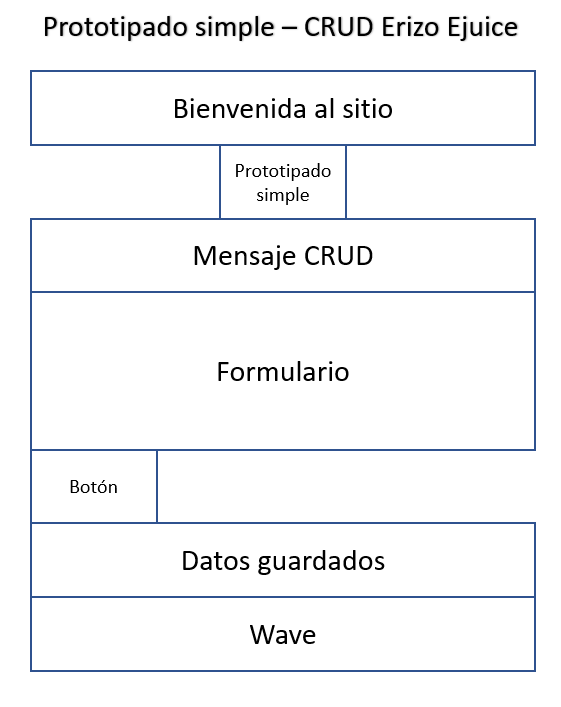 Prototipado simple – CRUD Erizo Ejuice
Bienvenida al sitio
Prototipado
simple
Mensaje CRUD
Formulario
Botón
Datos guardados
Wave